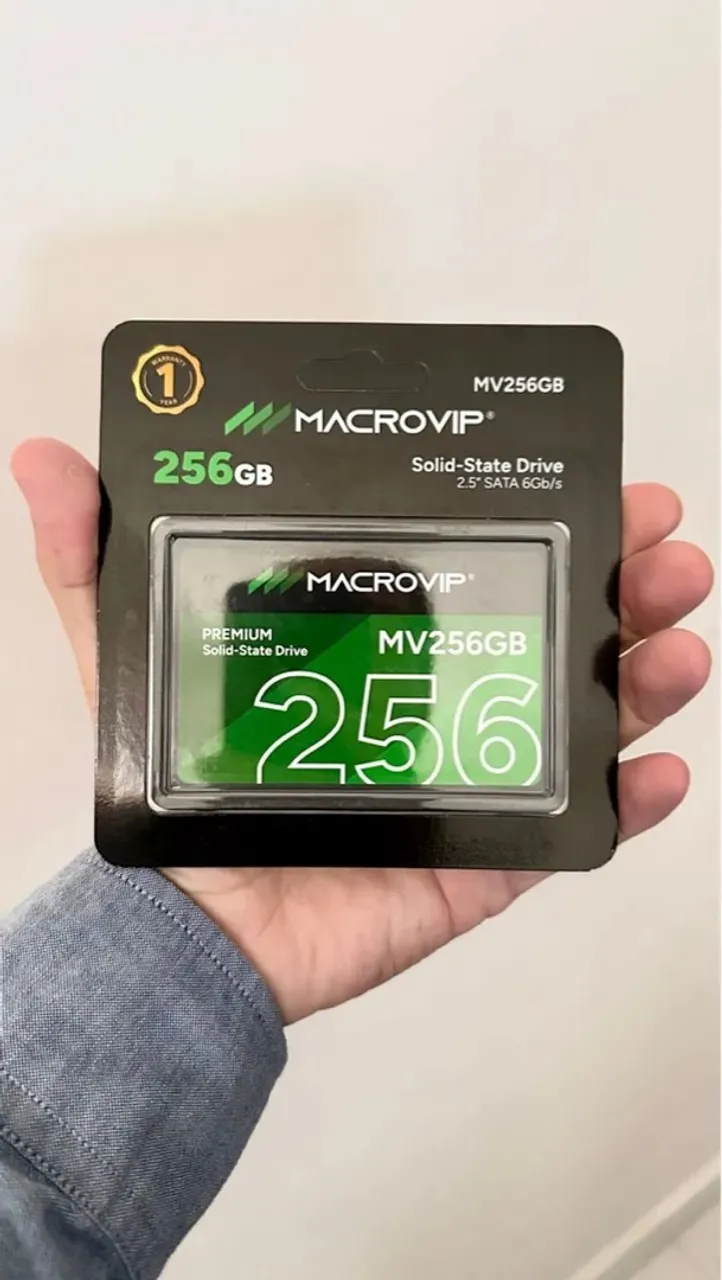 WARRANTY
1
YEAR
MV256GB
MACROVIP®
256GB
Solid-State Drive
2.5" SATA 6Gb/s
MACROVIP®
PREMIUM
Solid-State Drive
MV256GB
256